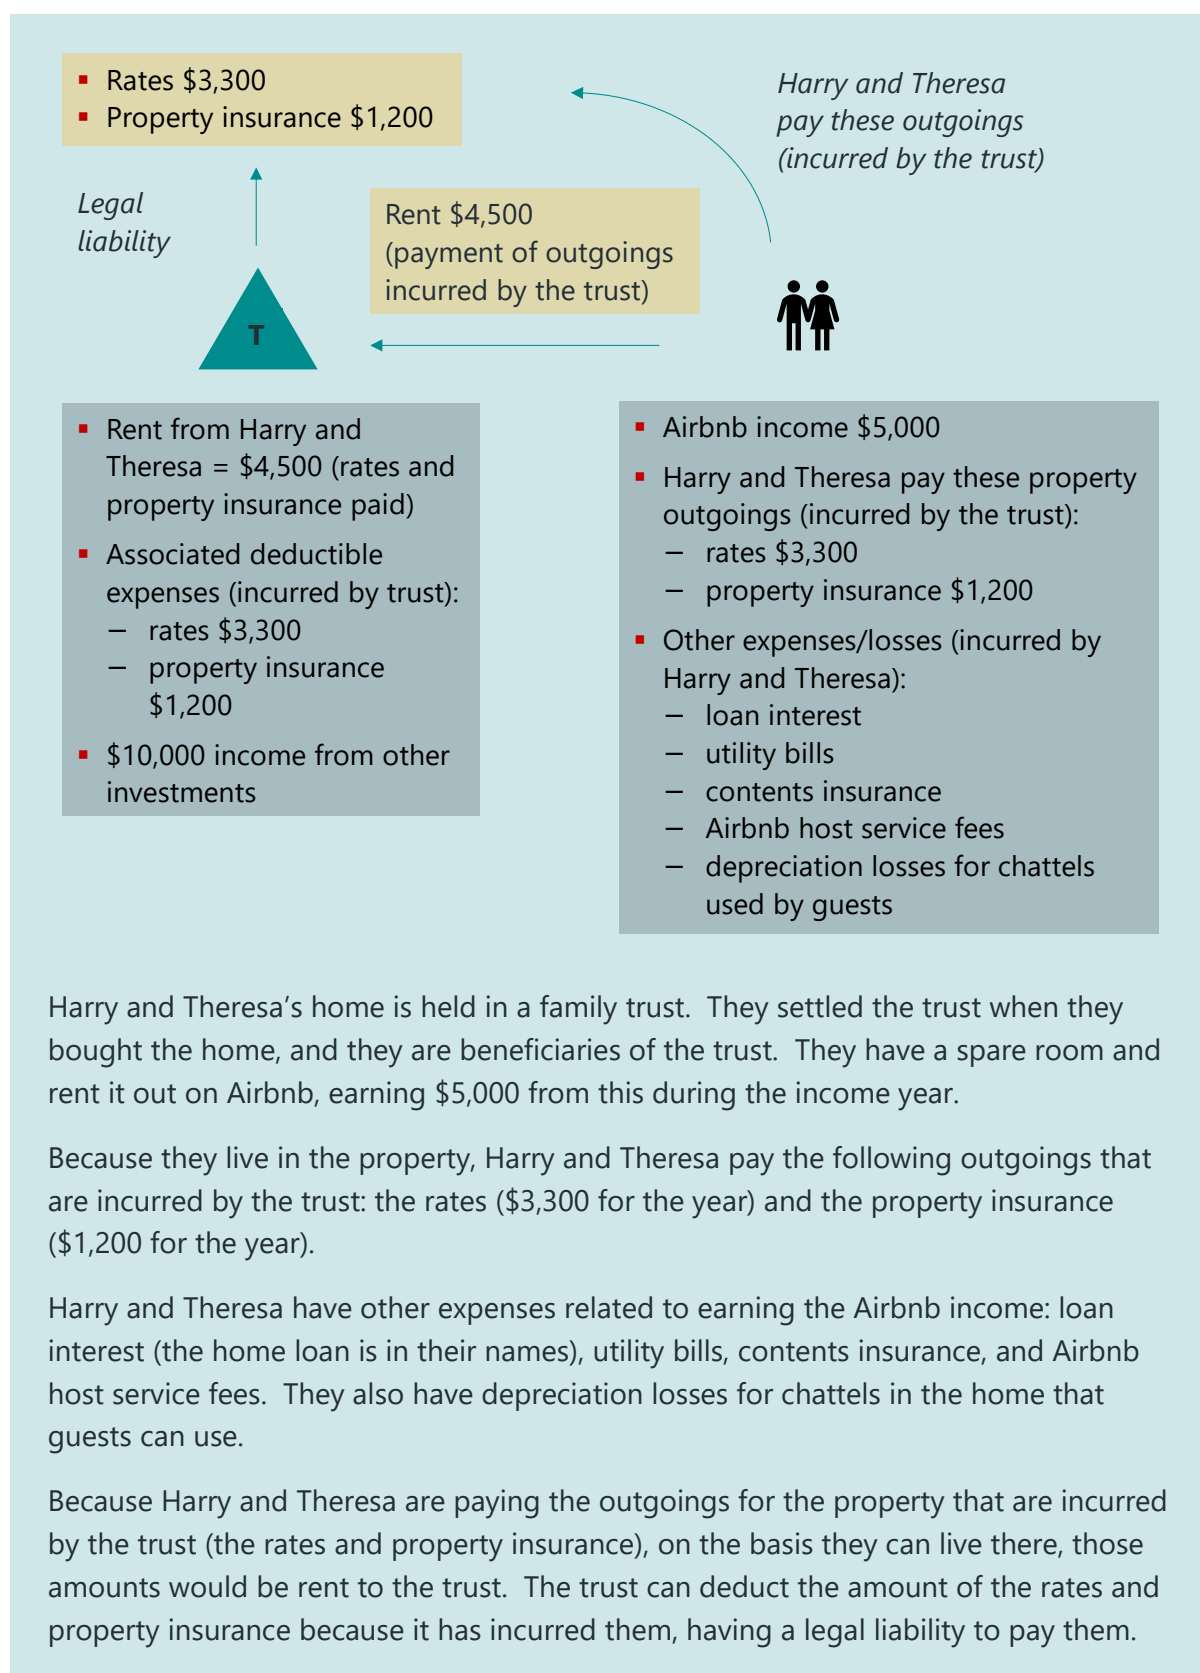 ▪ Rates $3,300
▪ Property insurance $1,200
Harry and Theresa
pay these outgoings
(incurred by the trust)
Legal
liability
Rent $4,500
(payment of outgoings
incurred by the trust)
T
▪ Rent from Harry and
Theresa = $4,500 (rates and
property insurance paid)
▪ Associated deductible
expenses (incurred by trust):
– rates $3,300
– property insurance
$1,200
▪ $10,000 income from other
investments
▪ Airbnb income $5,000
▪ Harry and Theresa pay these property
outgoings (incurred by the trust):
– rates $3,300
– property insurance $1,200
▪ Other expenses/losses (incurred by
Harry and Theresa):
– loan interest
– utility bills
– contents insurance
– Airbnb host service fees
– depreciation losses for chattels
used by guests
Harry and Theresa’s home is held in a family trust. They settled the trust when they
bought the home, and they are beneficiaries of the trust. They have a spare room and
rent it out on Airbnb, earning $5,000 from this during the income year.
Because they live in the property, Harry and Theresa pay the following outgoings that
are incurred by the trust: the rates ($3,300 for the year) and the property insurance
($1,200 for the year).
Harry and Theresa have other expenses related to earning the Airbnb income: loan
interest (the home loan is in their names), utility bills, contents insurance, and Airbnb
host service fees. They also have depreciation losses for chattels in the home that
guests can use.
Because Harry and Theresa are paying the outgoings for the property that are incurred
by the trust (the rates and property insurance), on the basis they can live there, those
amounts would be rent to the trust. The trust can deduct the amount of the rates and
property insurance because it has incurred them, having a legal liability to pay them.